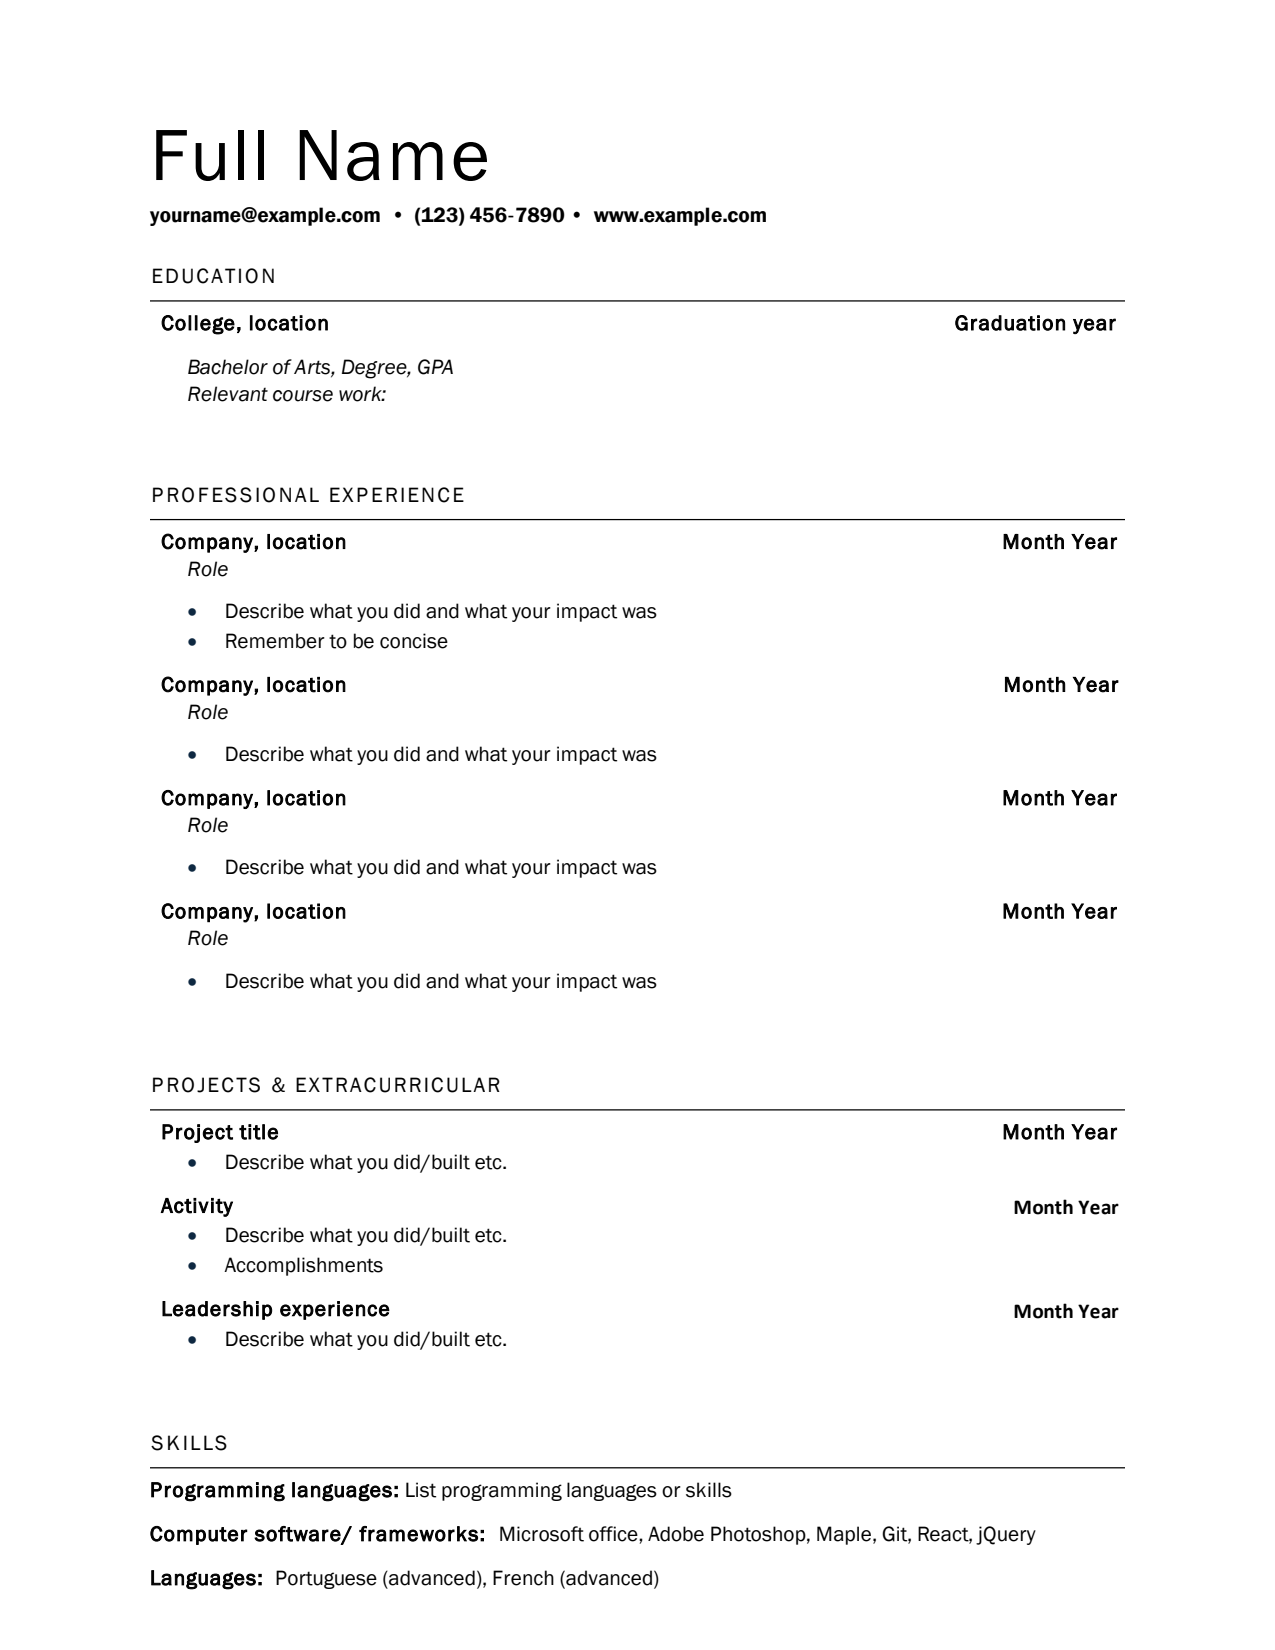 Full Name
yourname@example.com • (123) 456-7890 • www.example.com
EDUCATION
College, location Graduation year
Bachelor of Arts, Degree, GPA
Relevant course work:
PROFESSIONAL EXPERIENCE
Company, location Month Year
Role
• Describe what you did and what your impact was
• Remember to be concise
Company, location Month Year
Role
• Describe what you did and what your impact was
Company, location Month Year
Role
• Describe what you did and what your impact was
Company, location Month Year
Role
• Describe what you did and what your impact was
PROJECTS & EXTRACURRICULAR
Project title Month Year
• Describe what you did/built etc.
Activity Month Year
• Describe what you did/built etc.
• Accomplishments
Leadership experience Month Year
• Describe what you did/built etc.
SKILLS
Programming languages: List programming languages or skills
Computer software/ frameworks: Microsoft office, Adobe Photoshop, Maple, Git, React, jQuery
Languages: Portuguese (advanced), French (advanced)